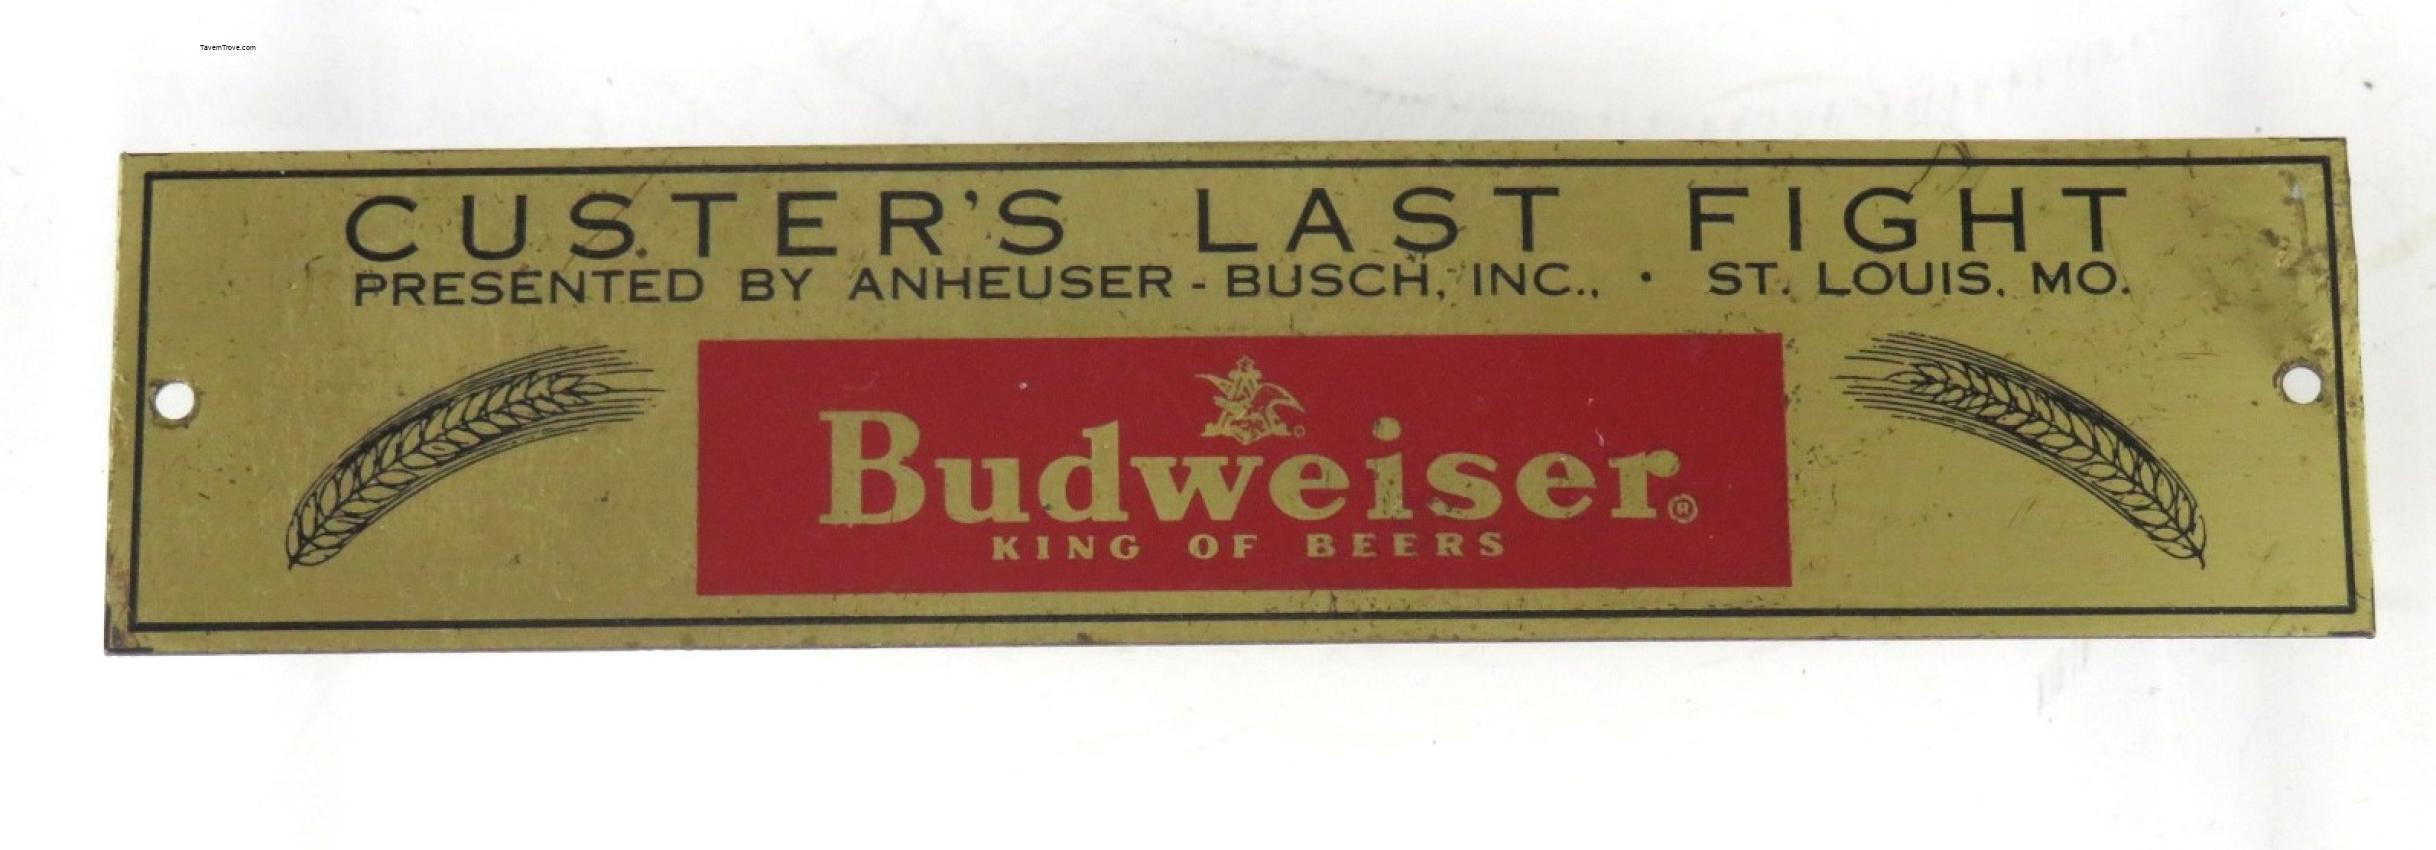 TavernTrove.com
CUSTER'S LAST FIGHT
PRESENTED BY ANHEUSER - BUSCH, INC., • ST. LOUIS, MO.
Budweiser®
KING OF BEERS